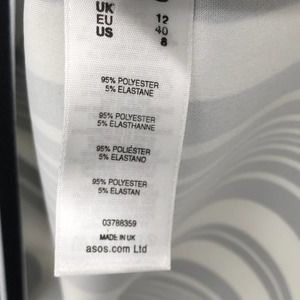 UK 12
EU 40
US 8
95% POLYESTER
5% ELASTANE
95% POLYESTER
5% ELASTHANNE
95% POLIÉSTER
5% ELASTANO
95% POLYESTER
5% ELASTAN
03788359
MADE IN UK
asos.com Ltd